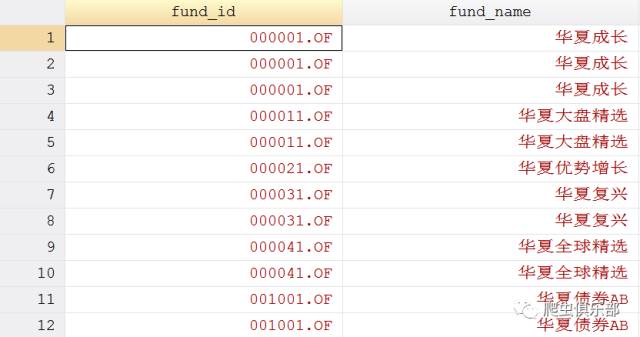 fund_id fund_name
1 000001.OF 华夏成长
2 000001.OF 华夏成长
3 000001.OF 华夏成长
4 000011.OF 华夏大盘精选
5 000011.OF 华夏大盘精选
6 000021.OF 华夏优势增长
7 000031.OF 华夏复兴
8 000031.OF 华夏复兴
9 000041.OF 华夏全球精选
10 000041.OF 华夏全球精选
11 001001.OF 华夏债券AB
爬虫俱乐部
12 001001.OF 华夏债券AB